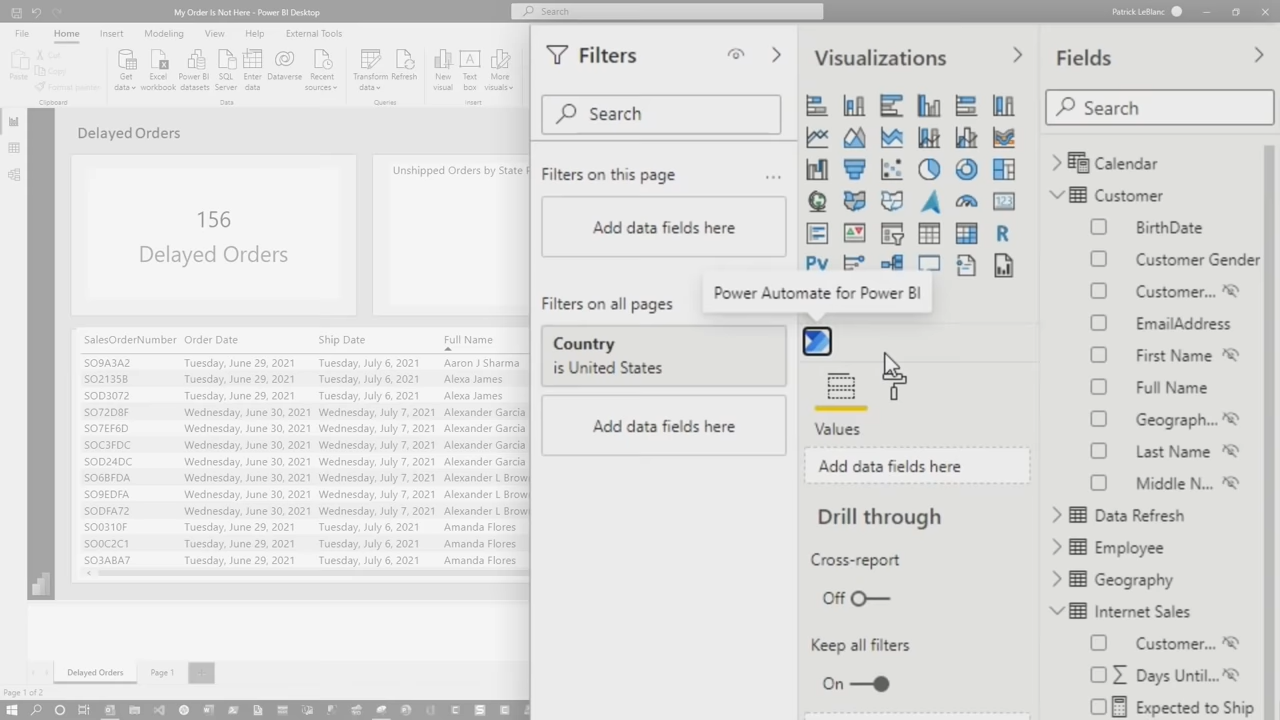 My Order Is Not Here - Power BI Desktop
Search
Patrick LeBlanc
File Home Insert Modeling View Help External Tools
Paste
Cut
Copy
Format painter
Clipboard
Get data
Excel workbook
Power BI datasets
SQL Server
Enter data
Dataverse
Recent sources
Data
Transform data
Refresh
Queries
New visual
Text box
More visuals
Insert
Delayed Orders
156
Delayed Orders
Unshipped Orders by State
SalesOrderNumber Order Date Ship Date Full Name
SO9A3A2 Tuesday, June 29, 2021 Tuesday, July 6, 2021 Aaron J Sharma
SO2135B Tuesday, June 29, 2021 Tuesday, July 6, 2021 Alexa James
SOD3072 Tuesday, June 29, 2021 Tuesday, July 6, 2021 Alexa James
SO72D8F Wednesday, June 30, 2021 Wednesday, July 7, 2021 Alexander Garcia
SO7EF6D Wednesday, June 30, 2021 Wednesday, July 7, 2021 Alexander Garcia
SOC3FDC Wednesday, June 30, 2021 Wednesday, July 7, 2021 Alexander Garcia
SOD24DC Wednesday, June 30, 2021 Wednesday, July 7, 2021 Alexander Garcia
SO6BFDA Wednesday, June 30, 2021 Wednesday, July 7, 2021 Alexander L Brow
SO9EDFA Wednesday, June 30, 2021 Wednesday, July 7, 2021 Alexander L Brow
SODFA72 Wednesday, June 30, 2021 Wednesday, July 7, 2021 Alexander L Brow
SO0310F Tuesday, June 29, 2021 Tuesday, July 6, 2021 Amanda Flores
SO0C2C1 Tuesday, June 29, 2021 Tuesday, July 6, 2021 Amanda Flores
SO3ABA7 Tuesday, June 29, 2021 Tuesday, July 6, 2021 Amanda Flores
Delayed Orders Page 1
Page 1 of 2
Filters
Search
Filters on this page ...
Add data fields here
Filters on all pages
Country
is United States
Add data fields here
Visualizations
123
R
Py
Power Automate for Power BI
Values
Add data fields here
Drill through
Cross-report
Off
Keep all filters
On
Fields
Search
Calendar
Customer
BirthDate
Customer Gender
Customer...
EmailAddress
First Name
Full Name
Geograph...
Last Name
Middle N...
Data Refresh
Employee
Geography
Internet Sales
Customer...
Days Until...
Expected to Ship